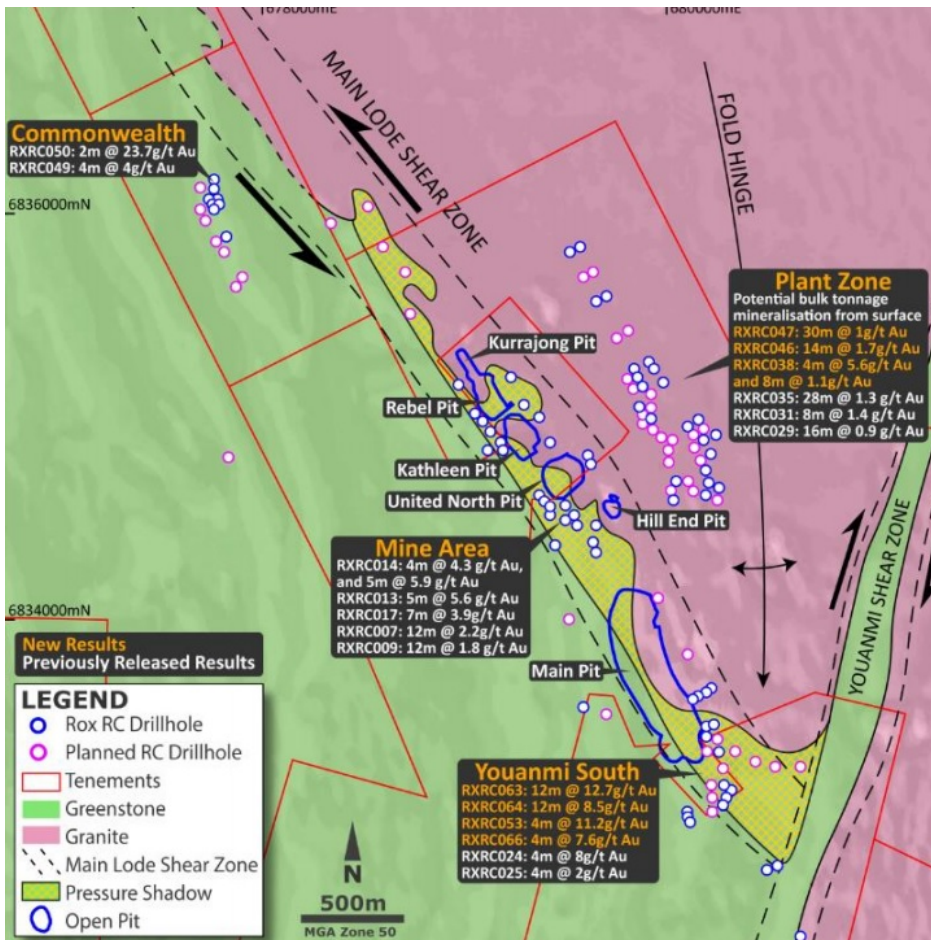 678000mE
680000mE
MAIN LODE SHEAR ZONE
FOLD HINGE
Commonwealth
RXRC050: 2m @ 23.7g/t Au
RXRC049: 4m @ 4g/t Au
6836000mN
Plant Zone
Potential bulk tonnage
mineralisation from surface
RXRC047: 30m @ 1g/t Au
RXRC046: 14m @ 1.7g/t Au
RXRC038: 4m @ 5.6g/t Au
and 8m @ 1.1g/t Au
RXRC035: 28m @ 1.3 g/t Au
RXRC031: 8m @ 1.4 g/t Au
RXRC029: 16m @ 0.9 g/t Au
Kurrajong Pit
Rebel Pit
Kathleen Pit
United North Pit
Hill End Pit
Mine Area
RXRC014: 4m @ 4.3 g/t Au,
and 5m @ 5.9 g/t Au
RXRC013: 5m @ 5.6 g/t Au
RXRC017: 7m @ 3.9g/t Au
RXRC007: 12m @ 2.2g/t Au
RXRC009: 12m @ 1.8 g/t Au
YOUANMI SHEAR ZONE
6834000mN
Main Pit
New Results
Previously Released Results
LEGEND
Rox RC Drillhole
Planned RC Drillhole
Tenements
Greenstone
Granite
Main Lode Shear Zone
Pressure Shadow
Open Pit
Youanmi South
RXRC063: 12m @ 12.7g/t Au
RXRC064: 12m @ 8.5g/t Au
RXRC053: 4m @ 11.2g/t Au
RXRC066: 4m @ 7.6g/t Au
RXRC024: 4m @ 8g/t Au
RXRC025: 4m @ 2g/t Au
N
500m
MGA Zone 50